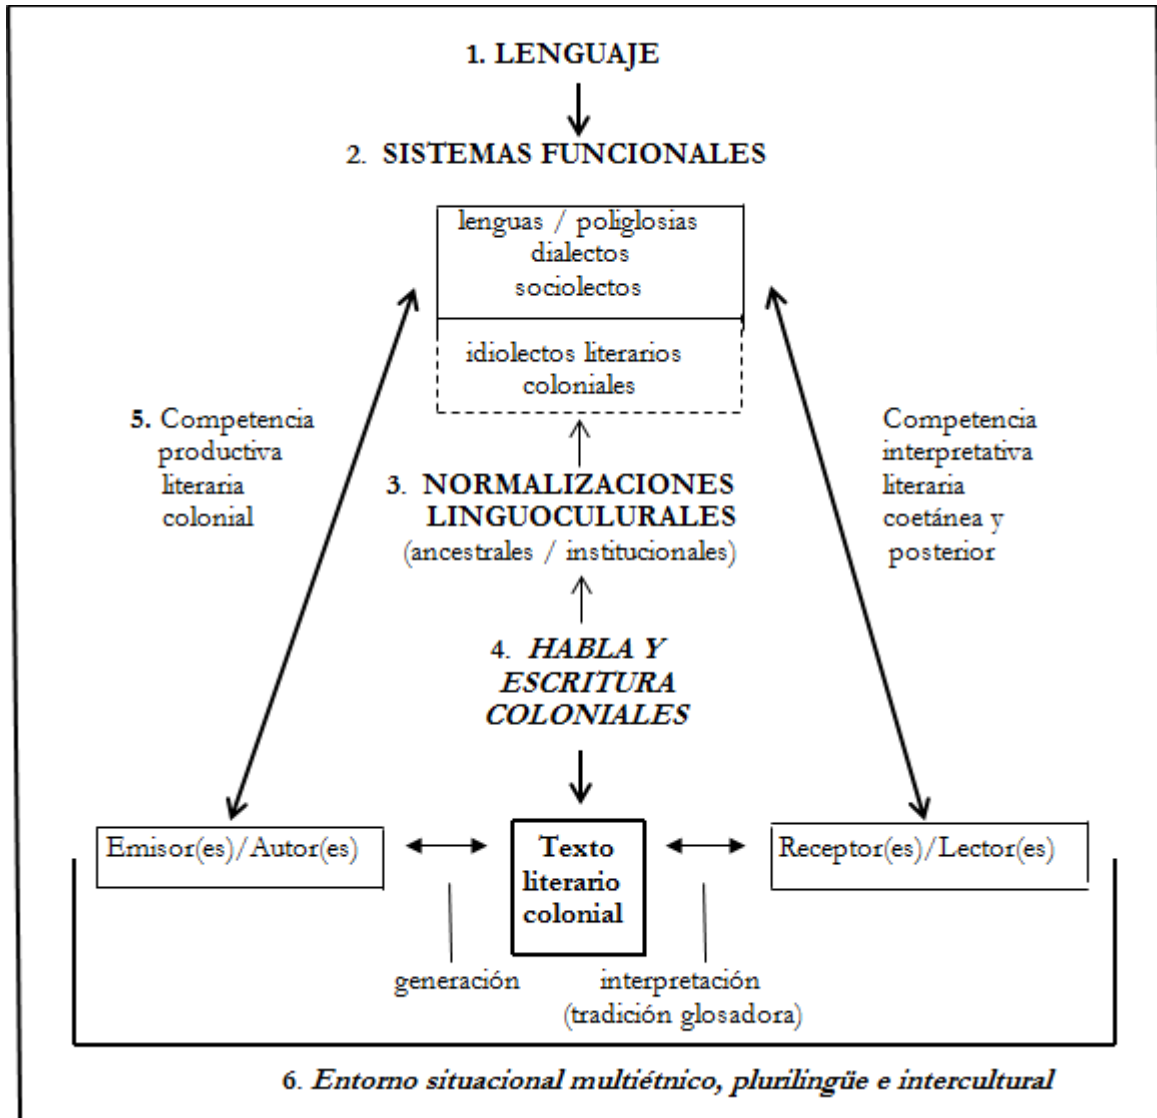 1. LENGUAJE
2. SISTEMAS FUNCIONALES
lenguas / poliglosias
dialectos
sociolectos
idiolectos literarios
coloniales
5. Competencia
productiva
literaria
colonial
3. NORMALIZACIONES
LINGUOCULURALES
(ancestrales / institucionales)
Competencia
interpretativa
literaria
coetánea y
posterior
4. HABLA Y
ESCRITURA
COLONIALES
Emisor(es)/Autor(es)
Texto
literario
colonial
Receptor(es)/Lector(es)
generación
interpretación
(tradición glosadora)
6. Entorno situacional multiétnico, plurilingüe e intercultural